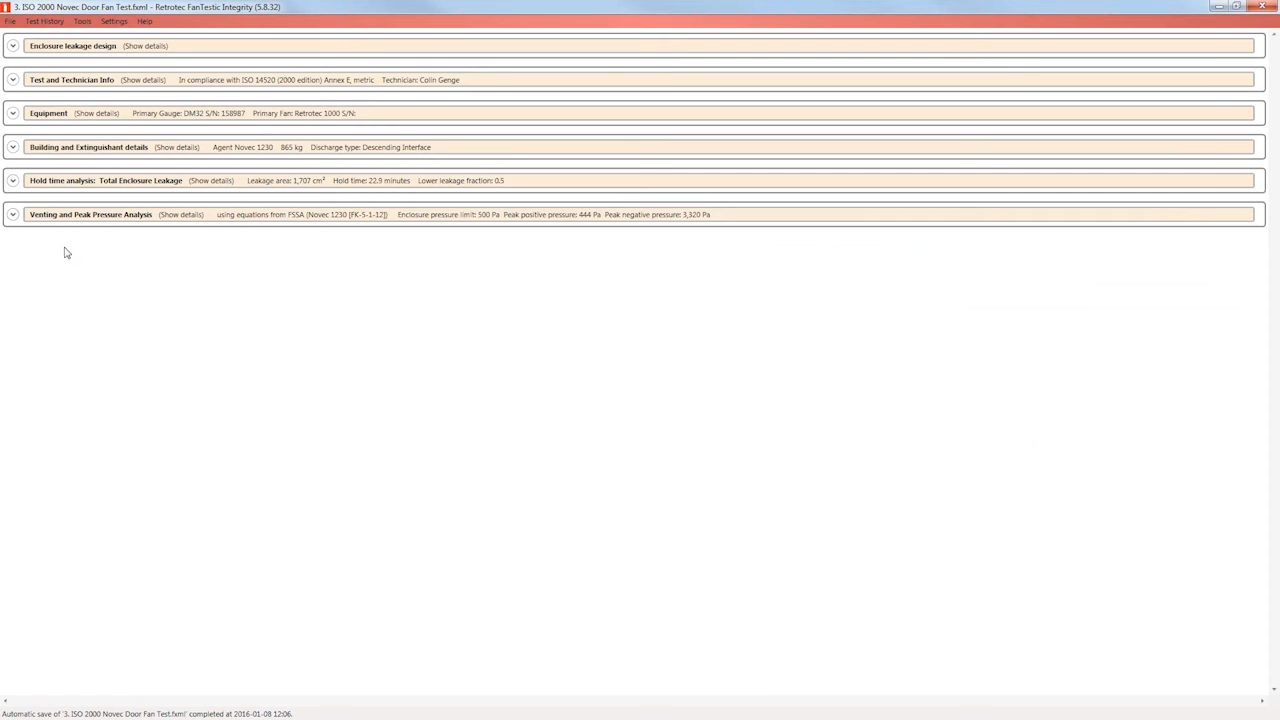 3. ISO 2000 Novec Door Fan Test.fxml - Retrotec FanTestic Integrity (5.8.32)
File Test History Tools Settings Help
Enclosure leakage design (Show details)
Test and Technician Info (Show details) In compliance with ISO 14520 (2000 edition) Annex E, metric Technician: Colin Genge
Equipment (Show details) Primary Gauge: DM32 S/N: 158987 Primary Fan: Retrotec 1000 S/N:
Building and Extinguishant details (Show details) Agent Novec 1230 865 kg Discharge type: Descending Interface
Hold time analysis: Total Enclosure Leakage (Show details) Leakage area: 1,707 cm² Hold time: 22.9 minutes Lower leakage fraction: 0.5
Venting and Peak Pressure Analysis (Show details) using equations from FSSA (Novec 1230 [FK-5-1-12]) Enclosure pressure limit: 500 Pa Peak positive pressure: 444 Pa Peak negative pressure: 3,320 Pa
Automatic save of '3. ISO 2000 Novec Door Fan Test.fxml' completed at 2016-01-08 12:06.